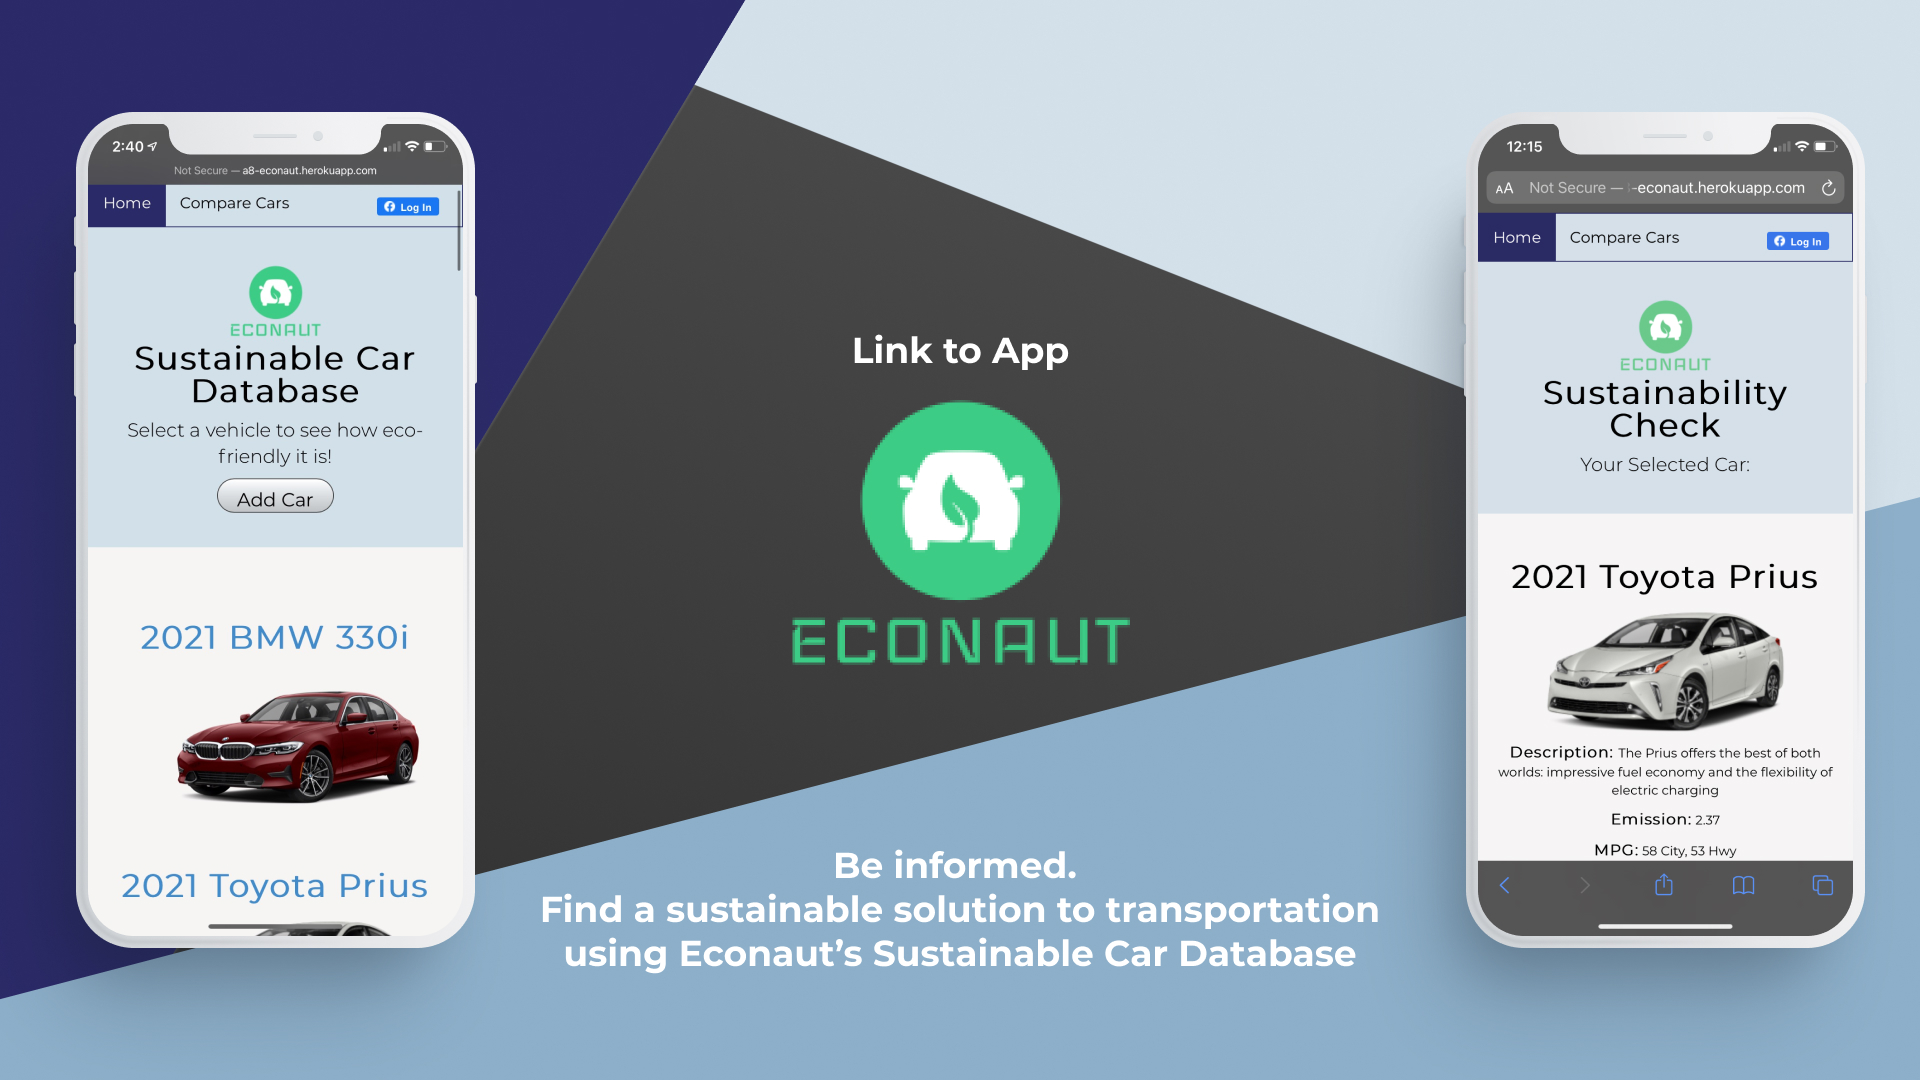 2:40
Not Secure — a8-econaut.herokuapp.com
Home Compare Cars Log In
ECONAUT
Sustainable Car
Database
Select a vehicle to see how eco-
friendly it is!
Add Car
2021 BMW 330i
2021 Toyota Prius
Link to App
ECONAUT
Be informed.
Find a sustainable solution to transportation
using Econaut’s Sustainable Car Database
12:15
AA Not Secure — -econaut.herokuapp.com
Home Compare Cars Log In
ECONAUT
Sustainability
Check
Your Selected Car:
2021 Toyota Prius
Description: The Prius offers the best of both
worlds: impressive fuel economy and the flexibility of
electric charging
Emission: 2.37
MPG: 58 City, 53 Hwy